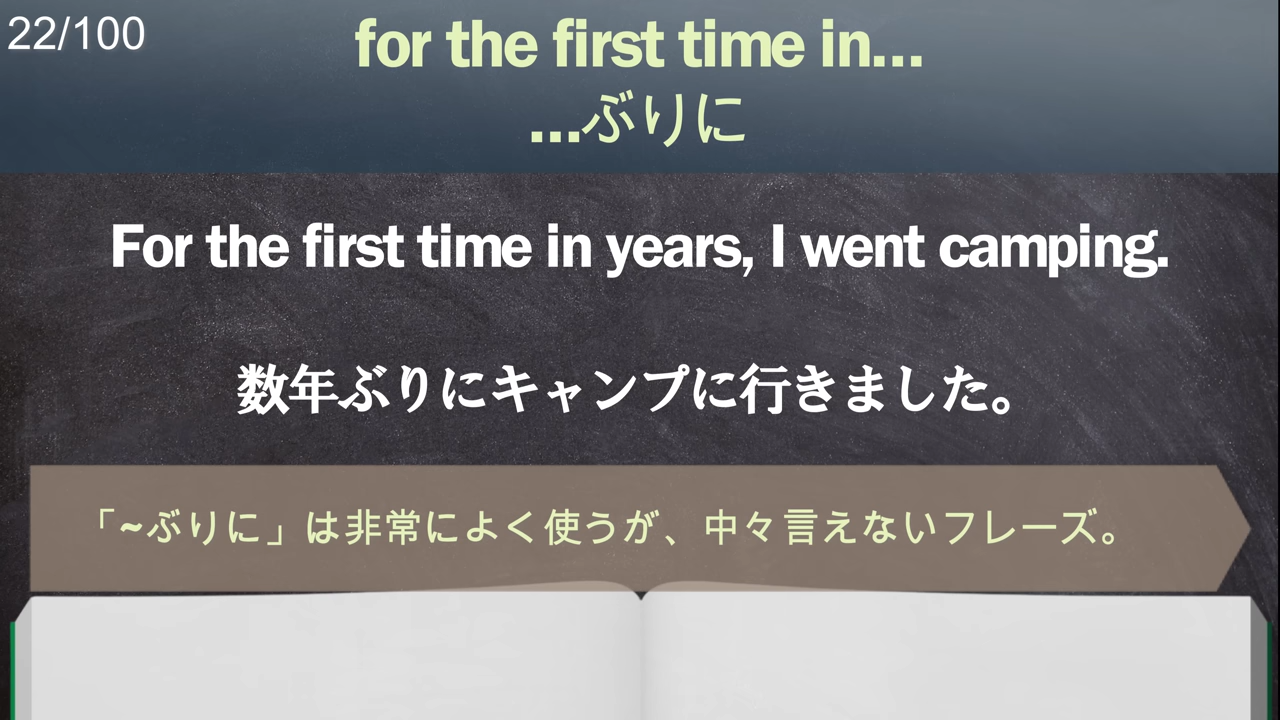 22/100
for the first time in...
...ぶりに
For the first time in years, I went camping.
数年ぶりにキャンプに行きました。
「~ぶりに」は非常によく使うが、中々言えないフレーズ。